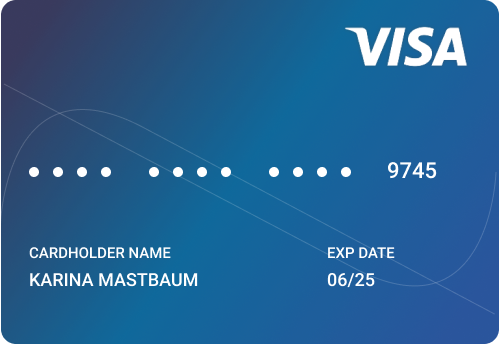 VISA
•••• •••• •••• 9745
CARDHOLDER NAME
EXP DATE
KARINA MASTBAUM
06/25